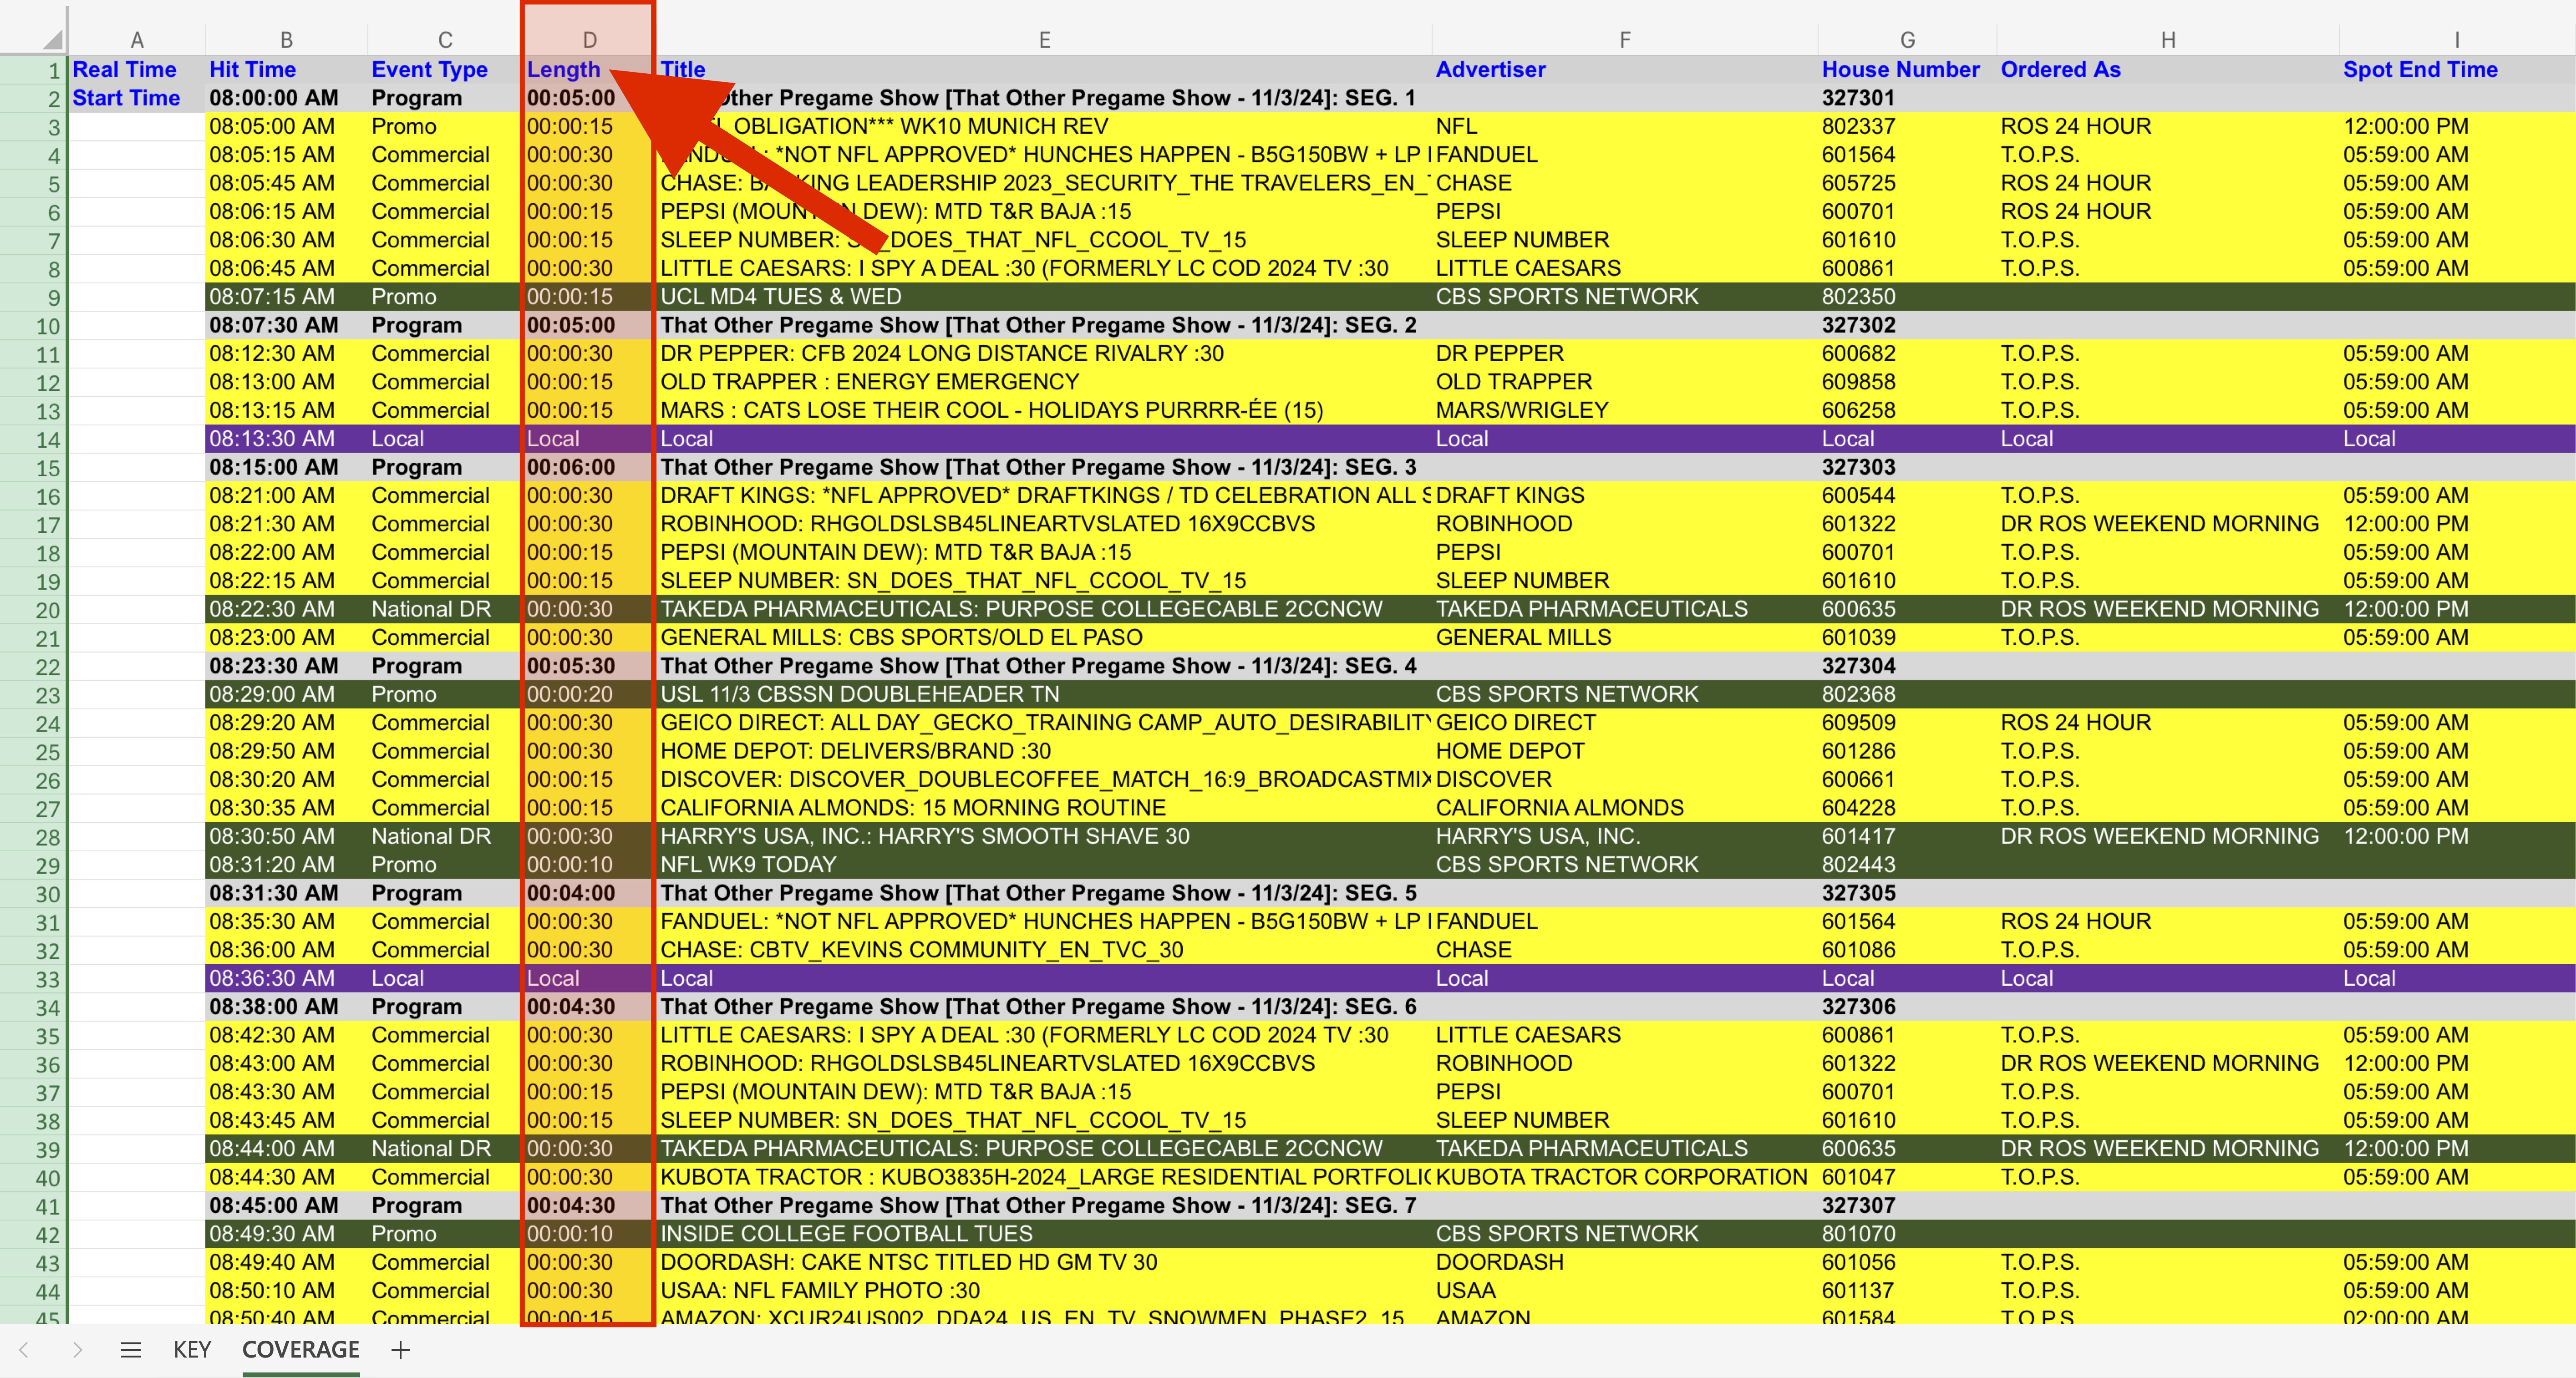 A B C D E F G H I
1 Real Time Hit Time Event Type Length Title Advertiser House Number Ordered As Spot End Time
2 Start Time 08:00:00 AM Program 00:05:00 Other Pregame Show [That Other Pregame Show - 11/3/24]: SEG. 1 327301
3 08:05:00 AM Promo 00:00:15 OBLIGATION*** WK10 MUNICH REV NFL 802337 ROS 24 HOUR 12:00:00 PM
4 08:05:15 AM Commercial 00:00:30 *NOT NFL APPROVED* HUNCHES HAPPEN - B5G150BW + LP FANDUEL 601564 T.O.P.S. 05:59:00 AM
5 08:05:45 AM Commercial 00:00:30 CHASE: LEADERSHIP 2023_SECURITY_THE TRAVELERS_EN_ CHASE 605725 ROS 24 HOUR 05:59:00 AM
6 08:06:15 AM Commercial 00:00:15 PEPSI (MOUNTAIN DEW): MTD T&R BAJA :15 PEPSI 600701 ROS 24 HOUR 05:59:00 AM
7 08:06:30 AM Commercial 00:00:15 SLEEP NUMBER: SN_DOES_THAT_NFL_CCOOL_TV_15 SLEEP NUMBER 601610 T.O.P.S. 05:59:00 AM
8 08:06:45 AM Commercial 00:00:30 LITTLE CAESARS: I SPY A DEAL :30 (FORMERLY LC COD 2024 TV :30 LITTLE CAESARS 600861 T.O.P.S. 05:59:00 AM
9 08:07:15 AM Promo 00:00:15 UCL MD4 TUES & WED CBS SPORTS NETWORK 802350
10 08:07:30 AM Program 00:05:00 That Other Pregame Show [That Other Pregame Show - 11/3/24]: SEG. 2 327302
11 08:12:30 AM Commercial 00:00:30 DR PEPPER: CFB 2024 LONG DISTANCE RIVALRY :30 DR PEPPER 600682 T.O.P.S. 05:59:00 AM
12 08:13:00 AM Commercial 00:00:15 OLD TRAPPER : ENERGY EMERGENCY OLD TRAPPER 609858 T.O.P.S. 05:59:00 AM
13 08:13:15 AM Commercial 00:00:15 MARS : CATS LOSE THEIR COOL - HOLIDAYS PURRRR-ÉE (15) MARS/WRIGLEY 606258 T.O.P.S. 05:59:00 AM
14 08:13:30 AM Local Local Local Local Local Local Local
15 08:15:00 AM Program 00:06:00 That Other Pregame Show [That Other Pregame Show - 11/3/24]: SEG. 3 327303
16 08:21:00 AM Commercial 00:00:30 DRAFT KINGS: *NFL APPROVED* DRAFTKINGS / TD CELEBRATION ALL S DRAFT KINGS 600544 T.O.P.S. 05:59:00 AM
17 08:21:30 AM Commercial 00:00:30 ROBINHOOD: RHGOLDSLSB45LINEARTVSLATED 16X9CCBVS ROBINHOOD 601322 DR ROS WEEKEND MORNING 12:00:00 PM
18 08:22:00 AM Commercial 00:00:15 PEPSI (MOUNTAIN DEW): MTD T&R BAJA :15 PEPSI 600701 T.O.P.S. 05:59:00 AM
19 08:22:15 AM Commercial 00:00:15 SLEEP NUMBER: SN_DOES_THAT_NFL_CCOOL_TV_15 SLEEP NUMBER 601610 T.O.P.S. 05:59:00 AM
20 08:22:30 AM National DR 00:00:30 TAKEDA PHARMACEUTICALS: PURPOSE COLLEGECABLE 2CCNCW TAKEDA PHARMACEUTICALS 600635 DR ROS WEEKEND MORNING 12:00:00 PM
21 08:23:00 AM Commercial 00:00:30 GENERAL MILLS: CBS SPORTS/OLD EL PASO GENERAL MILLS 601039 T.O.P.S. 05:59:00 AM
22 08:23:30 AM Program 00:05:30 That Other Pregame Show [That Other Pregame Show - 11/3/24]: SEG. 4 327304
23 08:29:00 AM Promo 00:00:20 USL 11/3 CBSSN DOUBLEHEADER TN CBS SPORTS NETWORK 802368
24 08:29:20 AM Commercial 00:00:30 GEICO DIRECT: ALL DAY_GECKO_TRAINING CAMP_AUTO_DESIRABILITY GEICO DIRECT 609509 ROS 24 HOUR 05:59:00 AM
25 08:29:50 AM Commercial 00:00:30 HOME DEPOT: DELIVERS/BRAND :30 HOME DEPOT 601286 T.O.P.S. 05:59:00 AM
26 08:30:20 AM Commercial 00:00:15 DISCOVER: DISCOVER_DOUBLECOFFEE_MATCH_16:9_BROADCASTMIX DISCOVER 600661 T.O.P.S. 05:59:00 AM
27 08:30:35 AM Commercial 00:00:15 CALIFORNIA ALMONDS: 15 MORNING ROUTINE CALIFORNIA ALMONDS 604228 T.O.P.S. 05:59:00 AM
28 08:30:50 AM National DR 00:00:30 HARRY'S USA, INC.: HARRY'S SMOOTH SHAVE 30 HARRY'S USA, INC. 601417 DR ROS WEEKEND MORNING 12:00:00 PM
29 08:31:20 AM Promo 00:00:10 NFL WK9 TODAY CBS SPORTS NETWORK 802443
30 08:31:30 AM Program 00:04:00 That Other Pregame Show [That Other Pregame Show - 11/3/24]: SEG. 5 327305
31 08:35:30 AM Commercial 00:00:30 FANDUEL: *NOT NFL APPROVED* HUNCHES HAPPEN - B5G150BW + LP FANDUEL 601564 ROS 24 HOUR 05:59:00 AM
32 08:36:00 AM Commercial 00:00:30 CHASE: CBTV_KEVINS COMMUNITY_EN_TVC_30 CHASE 601086 T.O.P.S. 05:59:00 AM
33 08:36:30 AM Local Local Local Local Local Local Local
34 08:38:00 AM Program 00:04:30 That Other Pregame Show [That Other Pregame Show - 11/3/24]: SEG. 6 327306
35 08:42:30 AM Commercial 00:00:30 LITTLE CAESARS: I SPY A DEAL :30 (FORMERLY LC COD 2024 TV :30 LITTLE CAESARS 600861 T.O.P.S. 05:59:00 AM
36 08:43:00 AM Commercial 00:00:30 ROBINHOOD: RHGOLDSLSB45LINEARTVSLATED 16X9CCBVS ROBINHOOD 601322 DR ROS WEEKEND MORNING 12:00:00 PM
37 08:43:30 AM Commercial 00:00:15 PEPSI (MOUNTAIN DEW): MTD T&R BAJA :15 PEPSI 600701 T.O.P.S. 05:59:00 AM
38 08:43:45 AM Commercial 00:00:15 SLEEP NUMBER: SN_DOES_THAT_NFL_CCOOL_TV_15 SLEEP NUMBER 601610 T.O.P.S. 05:59:00 AM
39 08:44:00 AM National DR 00:00:30 TAKEDA PHARMACEUTICALS: PURPOSE COLLEGECABLE 2CCNCW TAKEDA PHARMACEUTICALS 600635 DR ROS WEEKEND MORNING 12:00:00 PM
40 08:44:30 AM Commercial 00:00:30 KUBOTA TRACTOR : KUBO3835H-2024_LARGE RESIDENTIAL PORTFOLIO KUBOTA TRACTOR CORPORATION 601047 T.O.P.S. 05:59:00 AM
41 08:45:00 AM Program 00:04:30 That Other Pregame Show [That Other Pregame Show - 11/3/24]: SEG. 7 327307
42 08:49:30 AM Promo 00:00:10 INSIDE COLLEGE FOOTBALL TUES CBS SPORTS NETWORK 801070
43 08:49:40 AM Commercial 00:00:30 DOORDASH: CAKE NTSC TITLED HD GM TV 30 DOORDASH 601056 T.O.P.S. 05:59:00 AM
44 08:50:10 AM Commercial 00:00:30 USAA: NFL FAMILY PHOTO :30 USAA 601137 T.O.P.S. 05:59:00 AM
45 08:50:40 AM Commercial 00:00:15 AMAZON: XCUR24US002_DDA24_US_EN_TV_SNOWMEN_PHASE2_15 AMAZON 601584 T.O.P.S. 02:00:00 AM
KEY COVERAGE